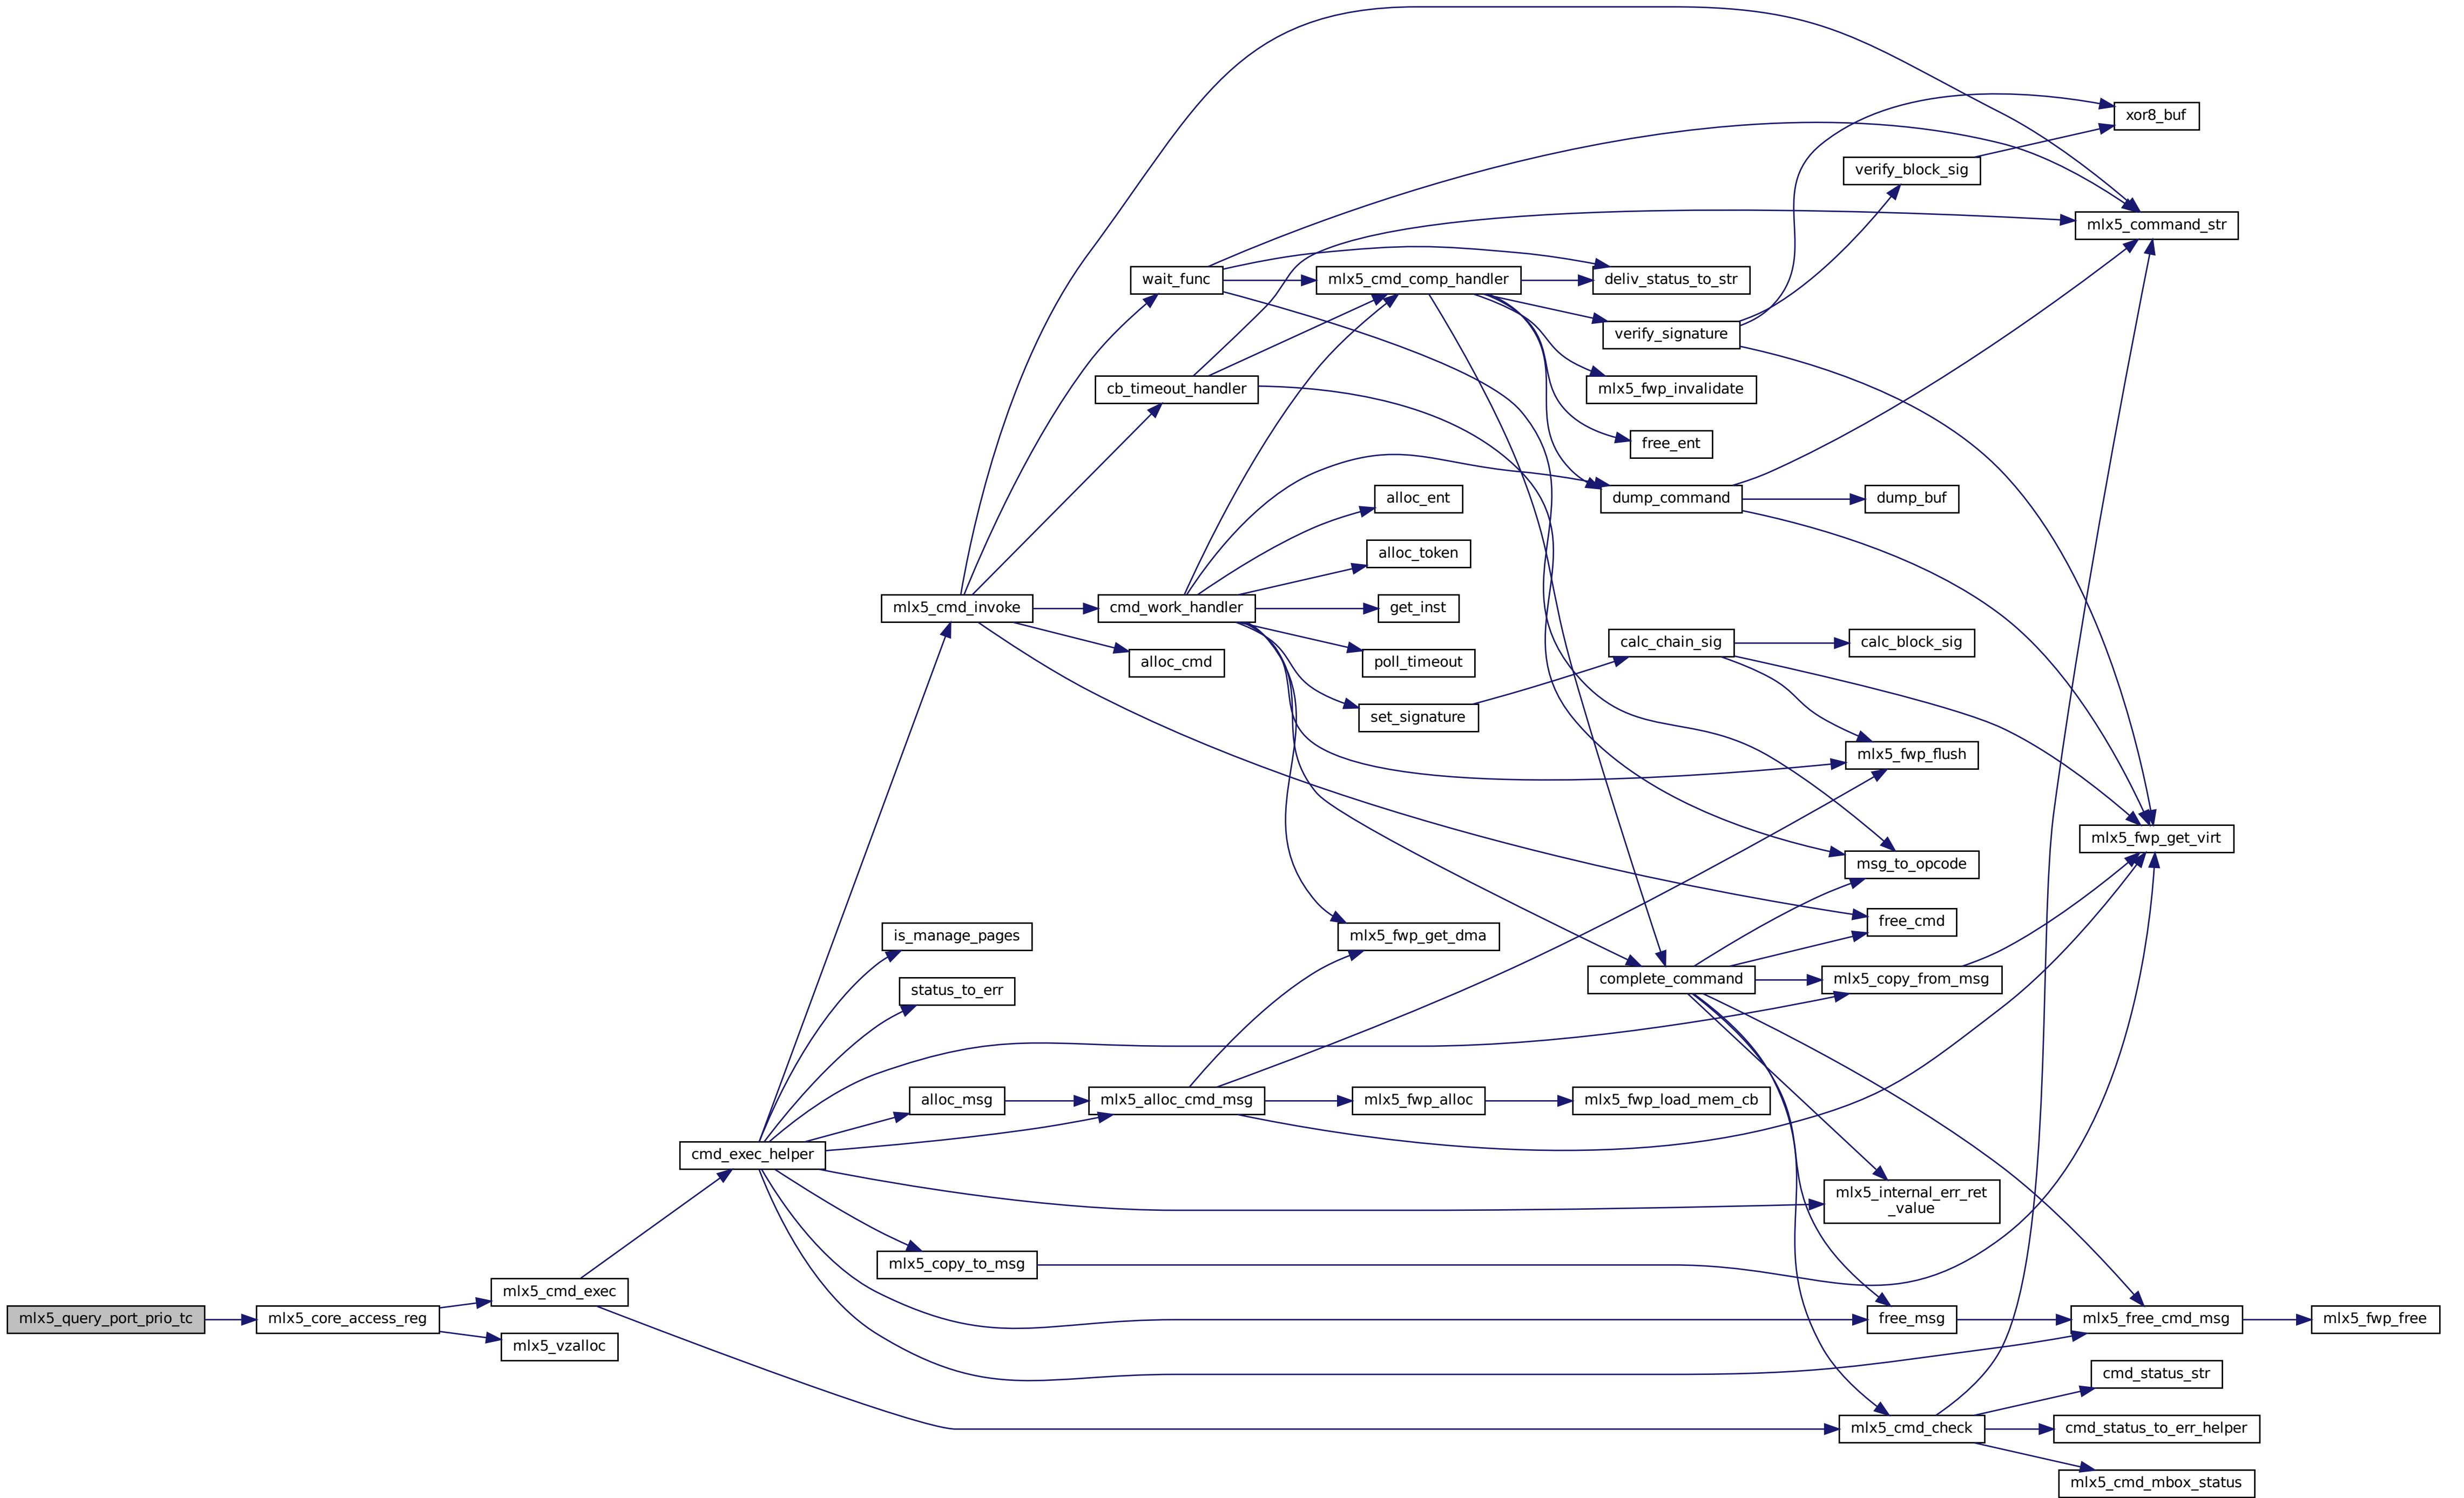 xor8_buf
verify_block_sig
mlx5_command_str
wait_func
mlx5_cmd_comp_handler
deliv_status_to_str
verify_signature
cb_timeout_handler
mlx5_fwp_invalidate
free_ent
alloc_ent
dump_command
dump_buf
alloc_token
mlx5_cmd_invoke
cmd_work_handler
get_inst
calc_chain_sig
calc_block_sig
alloc_cmd
poll_timeout
set_signature
mlx5_fwp_flush
mlx5_fwp_get_virt
msg_to_opcode
free_cmd
is_manage_pages
mlx5_fwp_get_dma
complete_command
mlx5_copy_from_msg
status_to_err
alloc_msg
mlx5_alloc_cmd_msg
mlx5_fwp_alloc
mlx5_fwp_load_mem_cb
cmd_exec_helper
mlx5_internal_err_ret
_value
mlx5_copy_to_msg
mlx5_cmd_exec
mlx5_query_port_prio_tc
mlx5_core_access_reg
free_msg
mlx5_free_cmd_msg
mlx5_fwp_free
mlx5_vzalloc
cmd_status_str
mlx5_cmd_check
cmd_status_to_err_helper
mlx5_cmd_mbox_status